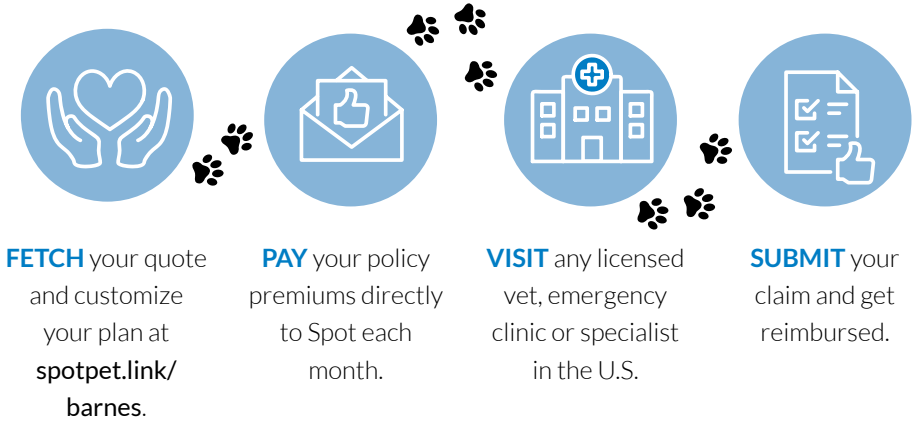 FETCH your quote
and customize
your plan at
spotpet.link/
barnes.
PAY your policy
premiums directly
to Spot each
month.
VISIT any licensed
vet, emergency
clinic or specialist
in the U.S.
SUBMIT your
claim and get
reimbursed.